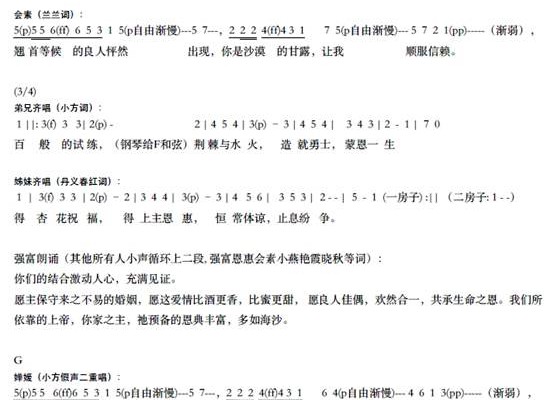 会素（兰兰词）：
5(p)5 5 6(ff) 6 5 3 1 5(p自由渐慢)---5 7---, 2 2 2 4(ff)4 3 1 7 5(p自由渐慢)--- 5 7 2 1(pp)-----（渐弱），
翘 首等候 的良人怦然 出现，你是沙漠 的甘露，让我 顺服信赖。
(3/4)
弟兄齐唱（小方词）：
1 ||: 3(f) 3 3| 2(p) - 2 | 4 5 4 | 3(p) − 3 | 4 5 4 | 3 4 3 | 2 - 1 | 7 0
百 般 的 试 练，（钢琴给F和弦）荆 棘与 水 火， 造 就勇士，蒙恩一 生
姊妹齐唱（丹义春红词）：
1 | 3(f) 3 3 | 2(p) - 2 | 3 4 4 | 3(p) − 3 | 4 5 6 | 3 5 3 | 2 - - | 5 - 1 (一房子) :| | （二房子: 1 - -）
得 杏 花祝 福， 得 上主恩 惠， 恒 常体谅，止息纷 争。
强富朗诵（其他所有人小声循环上二段, 强富恩惠会素小燕艳霞晓秋等词）：
你们的结合激动人心，充满见证。
愿主保守来之不易的婚姻，愿这爱情比酒更香，比蜜更甜， 愿良人佳偶，欢然合一，共承生命之恩。我们所
依靠的上帝，你家之主，祂预备的恩典丰富，多如海沙。
G
婵媛（小方假声二重唱）：
5(p)5 5 6(ff)6 5 3 1 5(p自由渐慢)---5 7---, 2 2 2 4(ff)4 3 1 6 4(p自由渐慢)--- 4 6 1 3(pp)-----（渐弱），